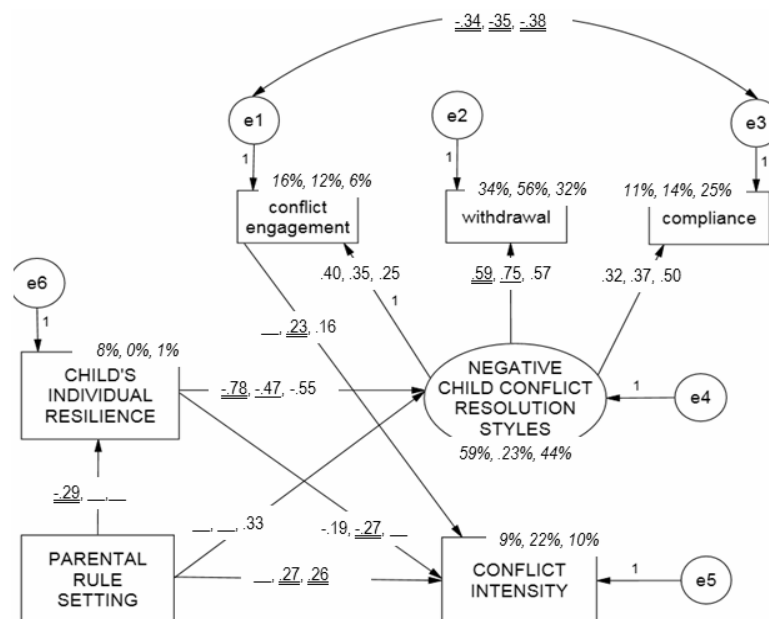 -.34, -35, -.38
e1
e2
e3
1
1
1
16%, 12%, 6%
conflict
engagement
34%, 56%, 32%
withdrawal
11%, 14%, 25%
compliance
e6
.40, .35, .25
.59, .75, .57
.32, .37, .50
1
1
__, .23, .16
8%, 0%, 1%
CHILD'S
INDIVIDUAL
RESILIENCE
-.78, -.47, -.55
NEGATIVE
CHILD CONFLICT
RESOLUTION
STYLES
1
e4
59%, .23%, 44%
-.29, __, __
__, __, .33
-.19, -.27, __
9%, 22%, 10%
PARENTAL
RULE
SETTING
__, .27, .26
CONFLICT
INTENSITY
1
e5